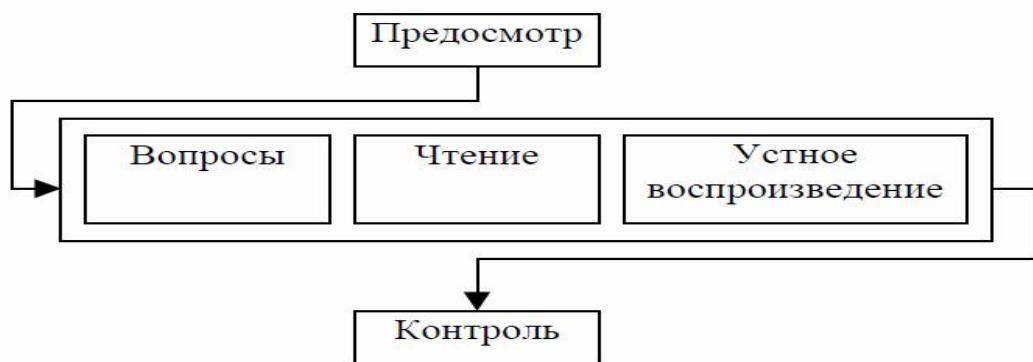 Предосмотр
Вопросы
Чтение
Устное
воспроизведение
Контроль